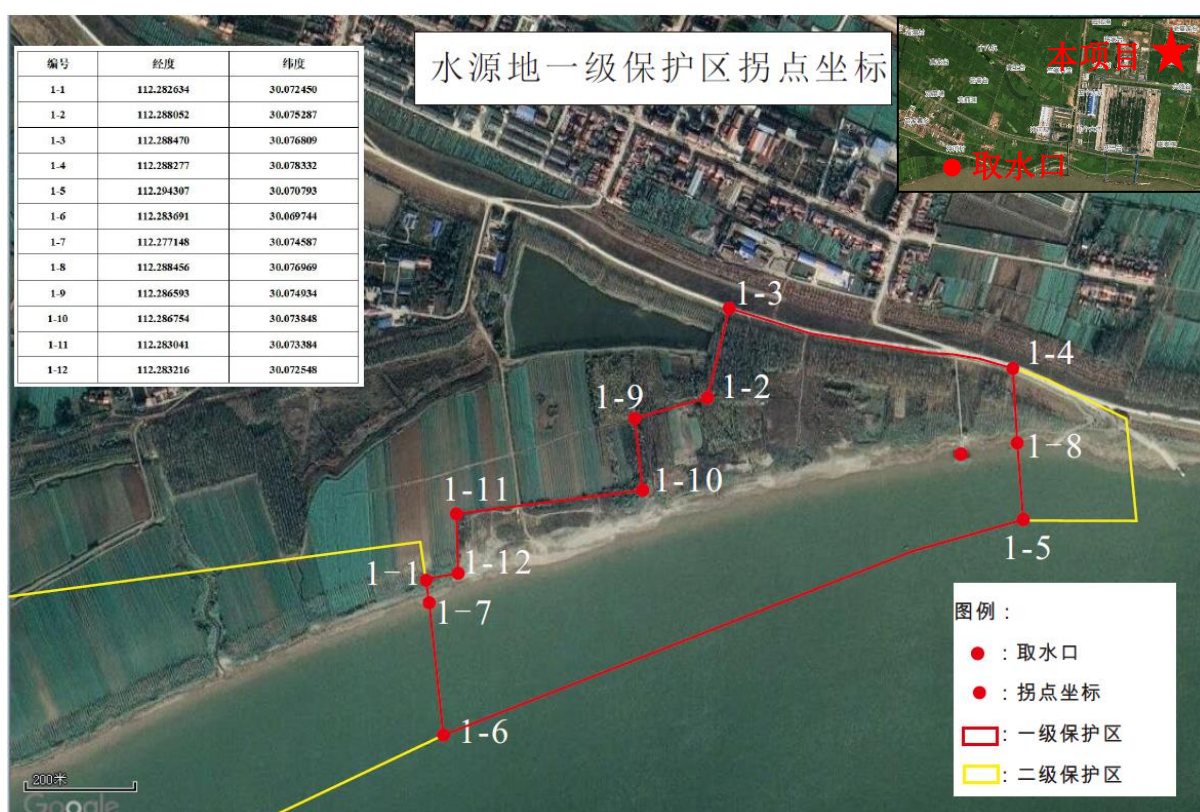 水源地一级保护区拐点坐标
编号 经度 纬度
1-1 112.282634 30.072450
1-2 112.288052 30.075287
1-3 112.288470 30.076809
1-4 112.288277 30.078332
1-5 112.294307 30.070793
1-6 112.283691 30.069744
1-7 112.277148 30.074587
1-8 112.288456 30.076969
1-9 112.286593 30.074934
1-10 112.286754 30.073848
1-11 112.283041 30.073384
1-12 112.283216 30.072548
本项目
取水口
1-3
1-4
1-2
1-9
1-8
1-10
1-11
1-5
1-12
1-1
1-7
1-6
图例：
：取水口
：拐点坐标
：一级保护区
：二级保护区
200米
Google